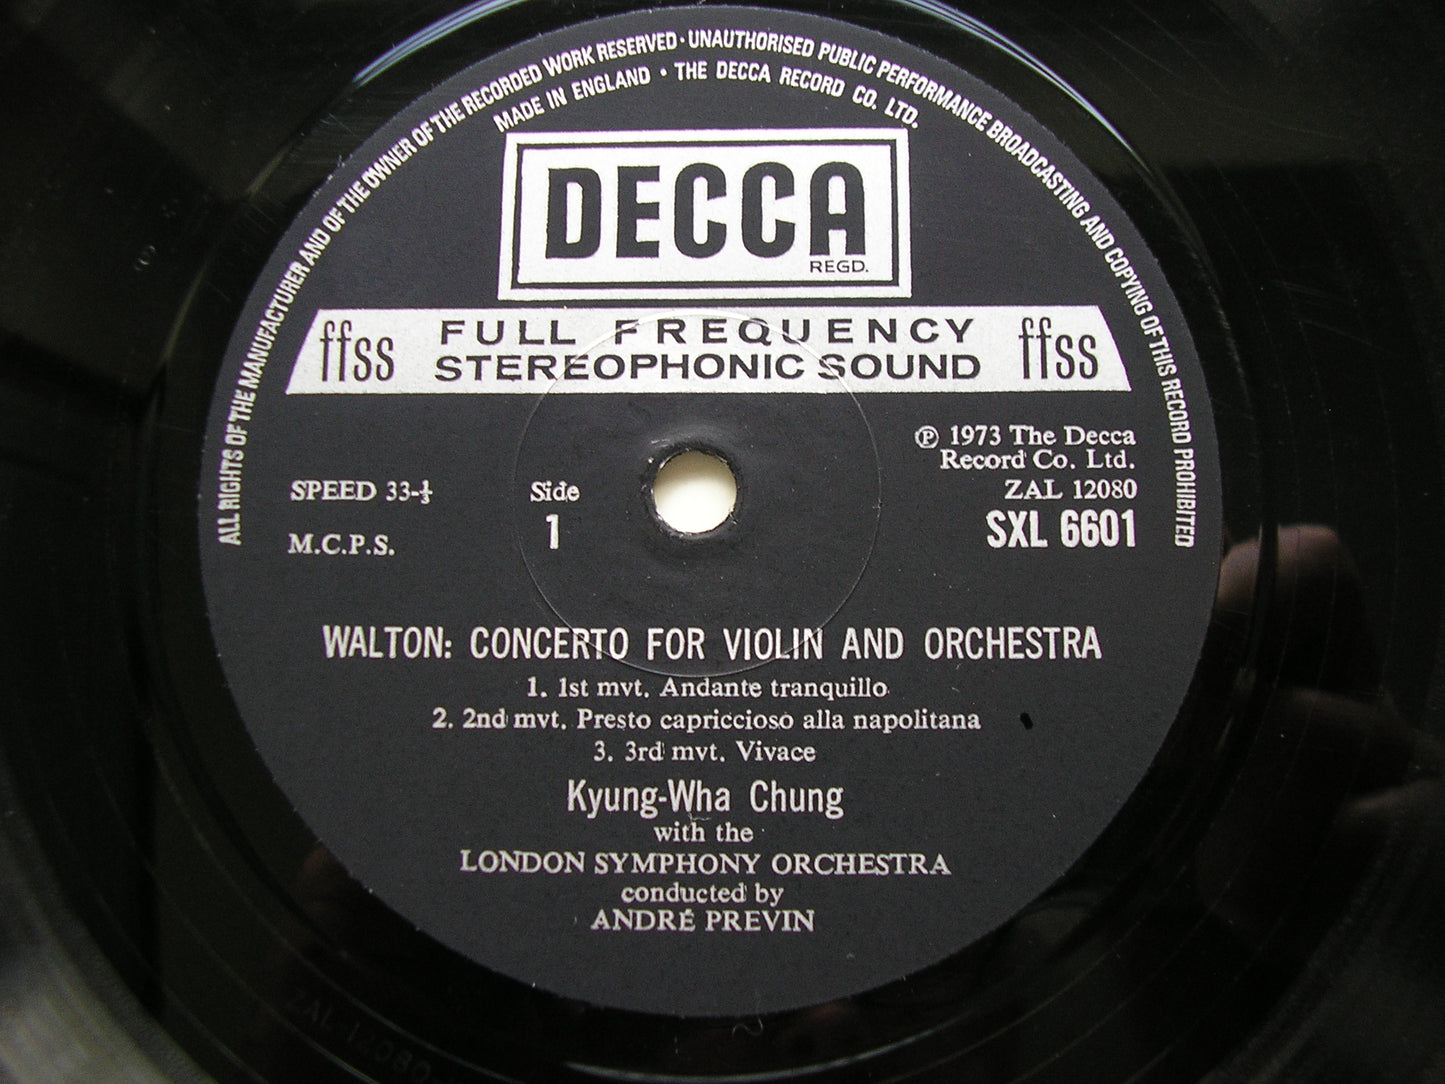 ALL RIGHTS OF THE MANUFACTURER AND OF THE OWNER OF THE RECORDED WORK RESERVED · UNAUTHORISED PUBLIC PERFORMANCE BROADCASTING AND COPYING OF THIS RECORD PROHIBITED
MADE IN ENGLAND • THE DECCA RECORD CO. LTD.
DECCA
REGD.
ffss FULL FREQUENCY ffss
STEREOPHONIC SOUND
℗ 1973 The Decca
Record Co. Ltd.
SPEED 33-⅓ Side ZAL 12080
M.C.P.S. 1 SXL 6601
WALTON: CONCERTO FOR VIOLIN AND ORCHESTRA
1. 1st mvt. Andante tranquillo
2. 2nd mvt. Presto capriccioso alla napolitana
3. 3rd mvt. Vivace
Kyung-Wha Chung
with the
LONDON SYMPHONY ORCHESTRA
conducted by
ANDRÉ PREVIN
ZAL-12080